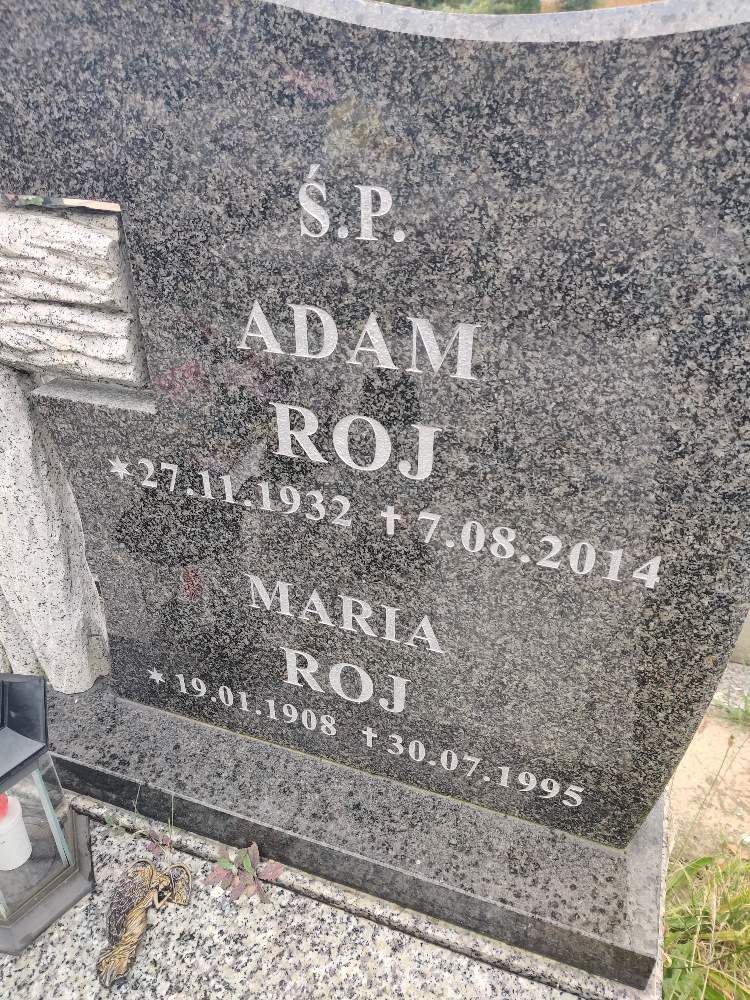 Ś.P.
ADAM
ROJ
*27.11.1932 ✝7.08.2014
MARIA
ROJ
*19.01.1908 ✝30.07.1995